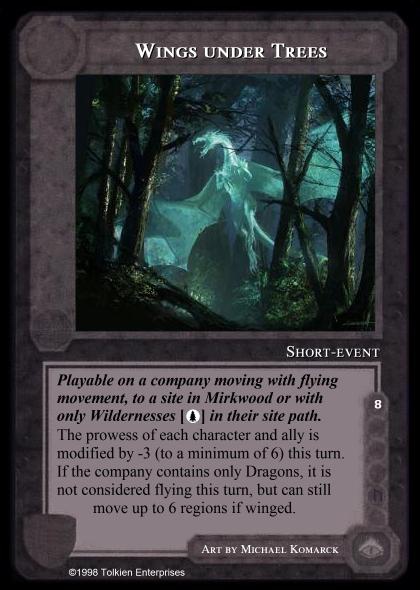 Wings under Trees
Short-event
Playable on a company moving with flying
movement, to a site in Mirkwood or with
only Wildernesses [ ] in their site path.
The prowess of each character and ally is
modified by -3 (to a minimum of 6) this turn.
If the company contains only Dragons, it is
not considered flying this turn, but can still
move up to 6 regions if winged.
8
Art by Michael Komarck
©1998 Tolkien Enterprises